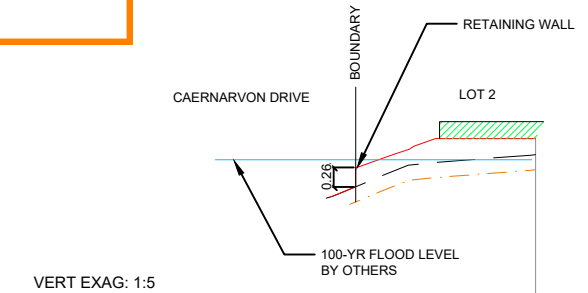 RETAINING WALL
BOUNDARY
CAERNARVON DRIVE
LOT 2
0.26
100-YR FLOOD LEVEL
BY OTHERS
VERT EXAG: 1:5